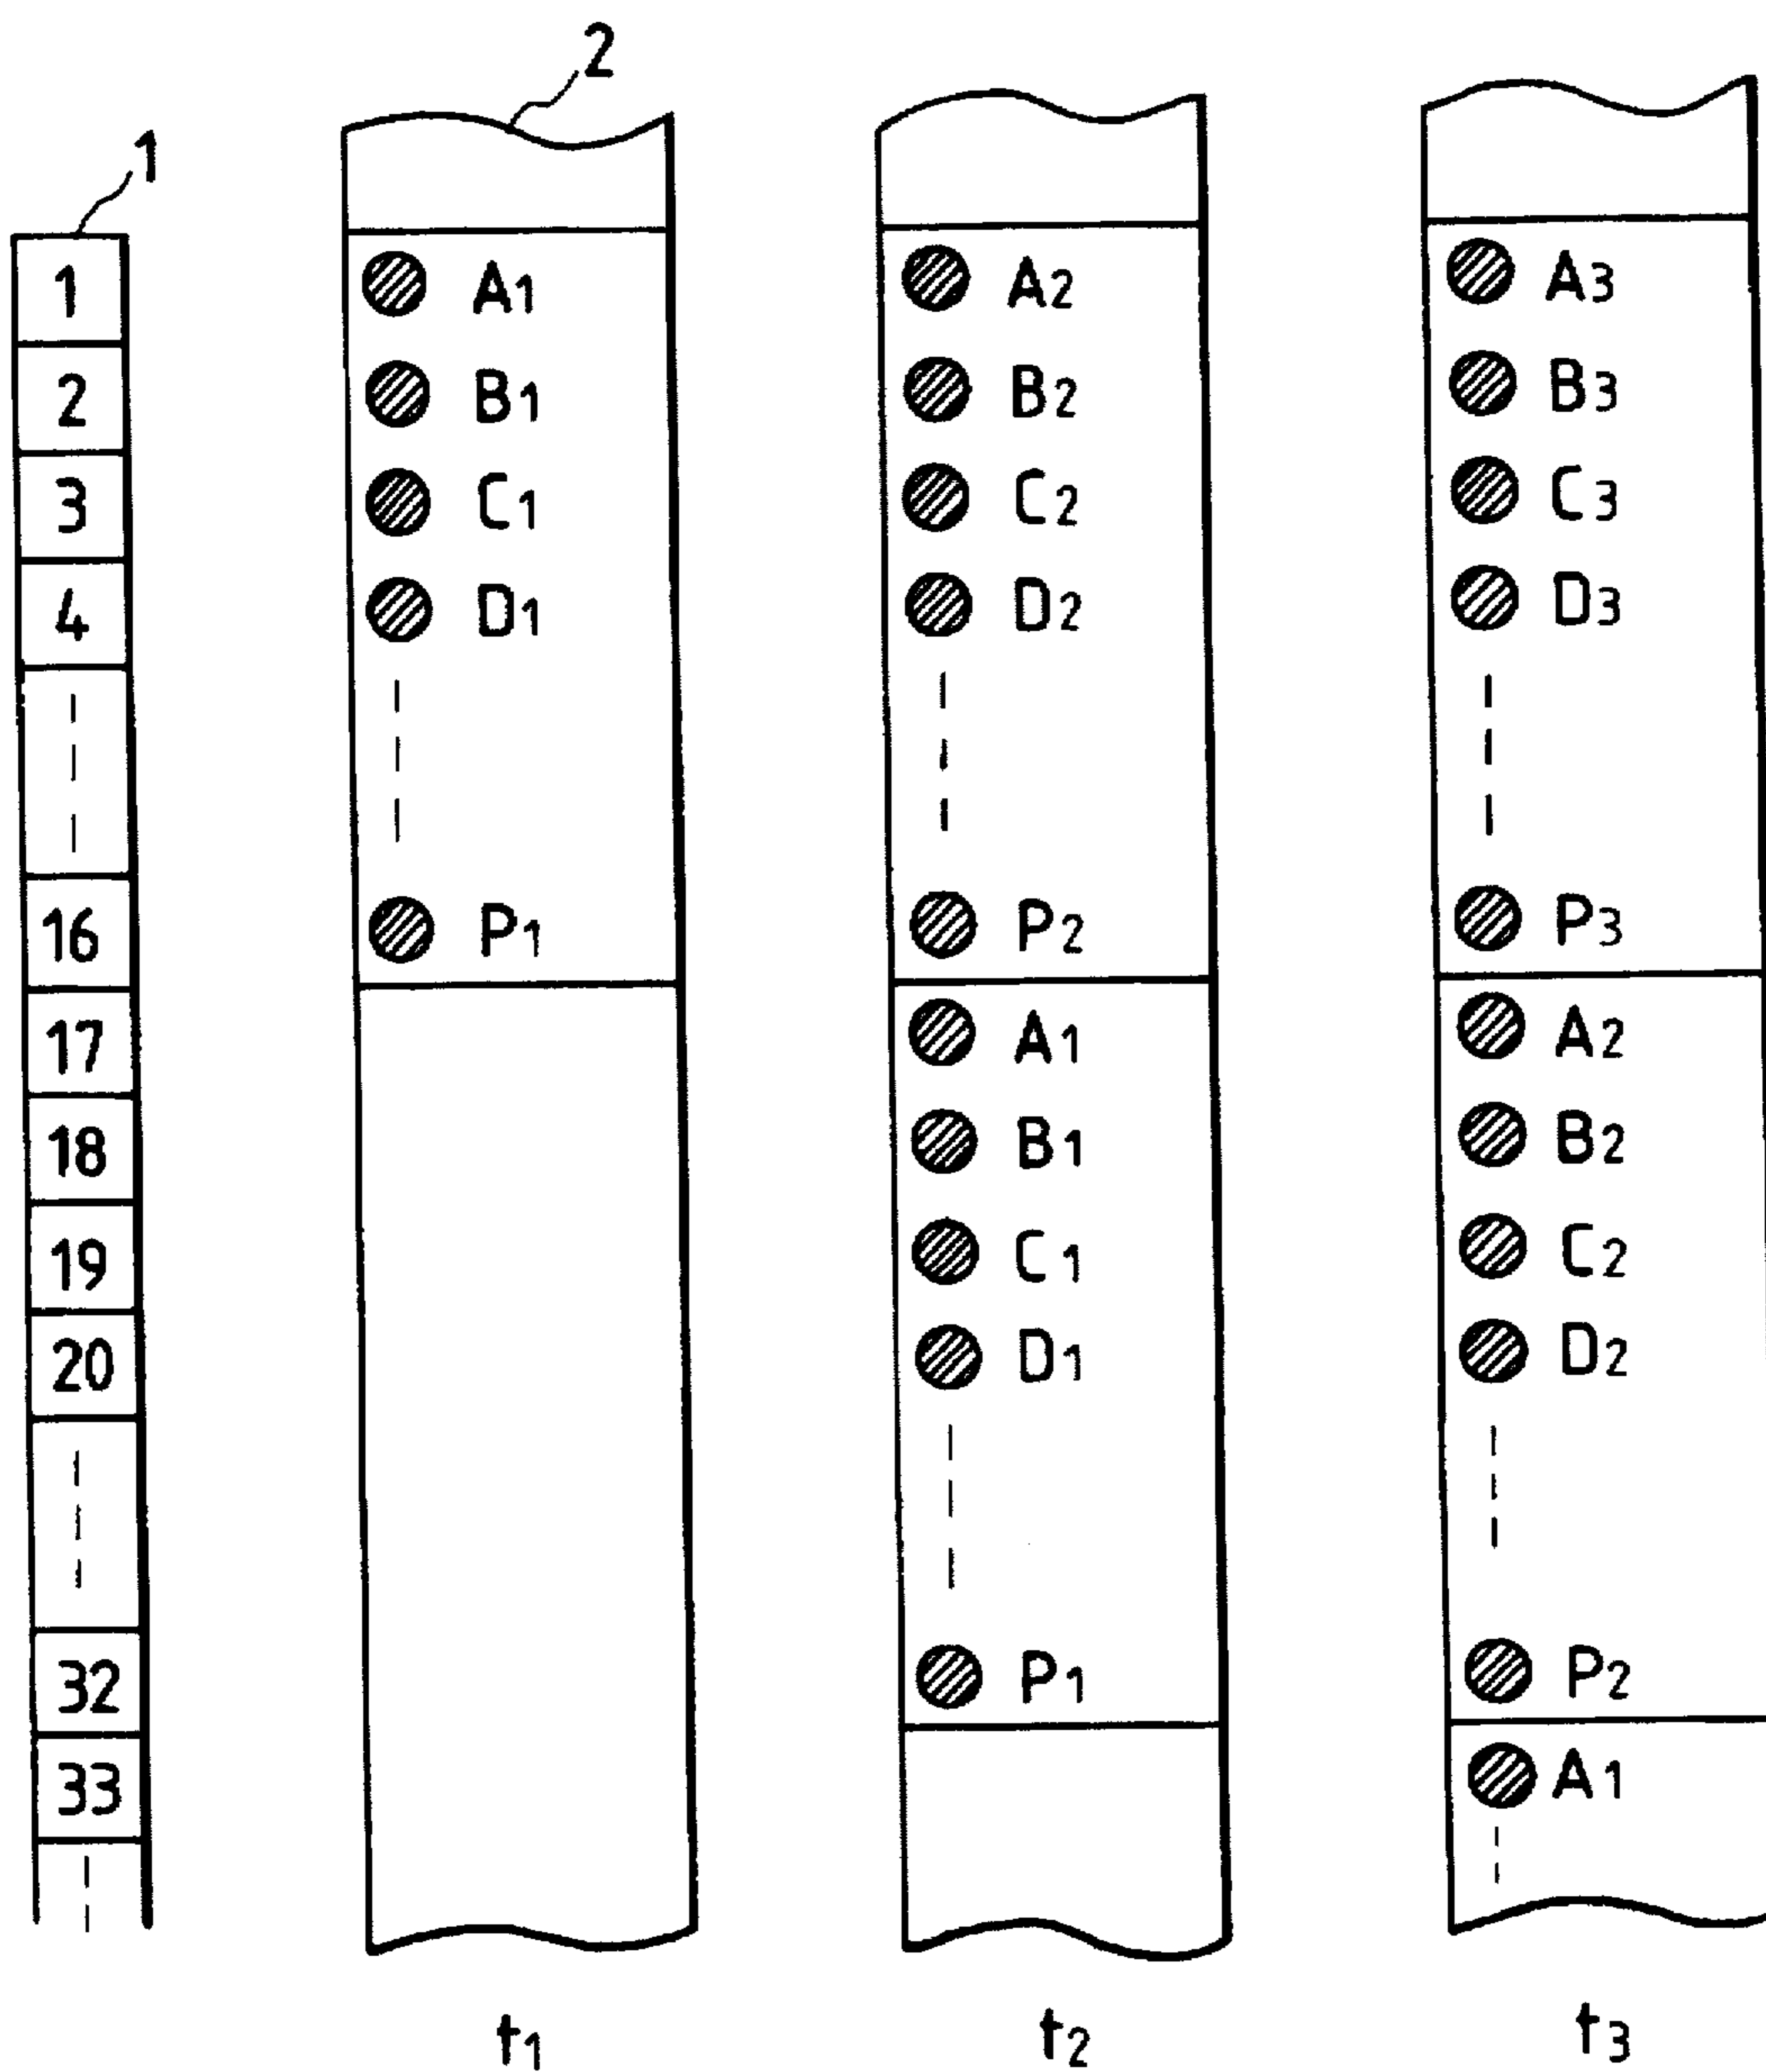 2
1
1 A1 A2 A3
2 B1 B2 B3
3 C1 C2 C3
4 D1 D2 D3
16 P1 P2 P3
17 A1 A2
18 B1 B2
19 C1 C2
20 D1 D2
32 P1 P2
33 A1
t1 t2 t3